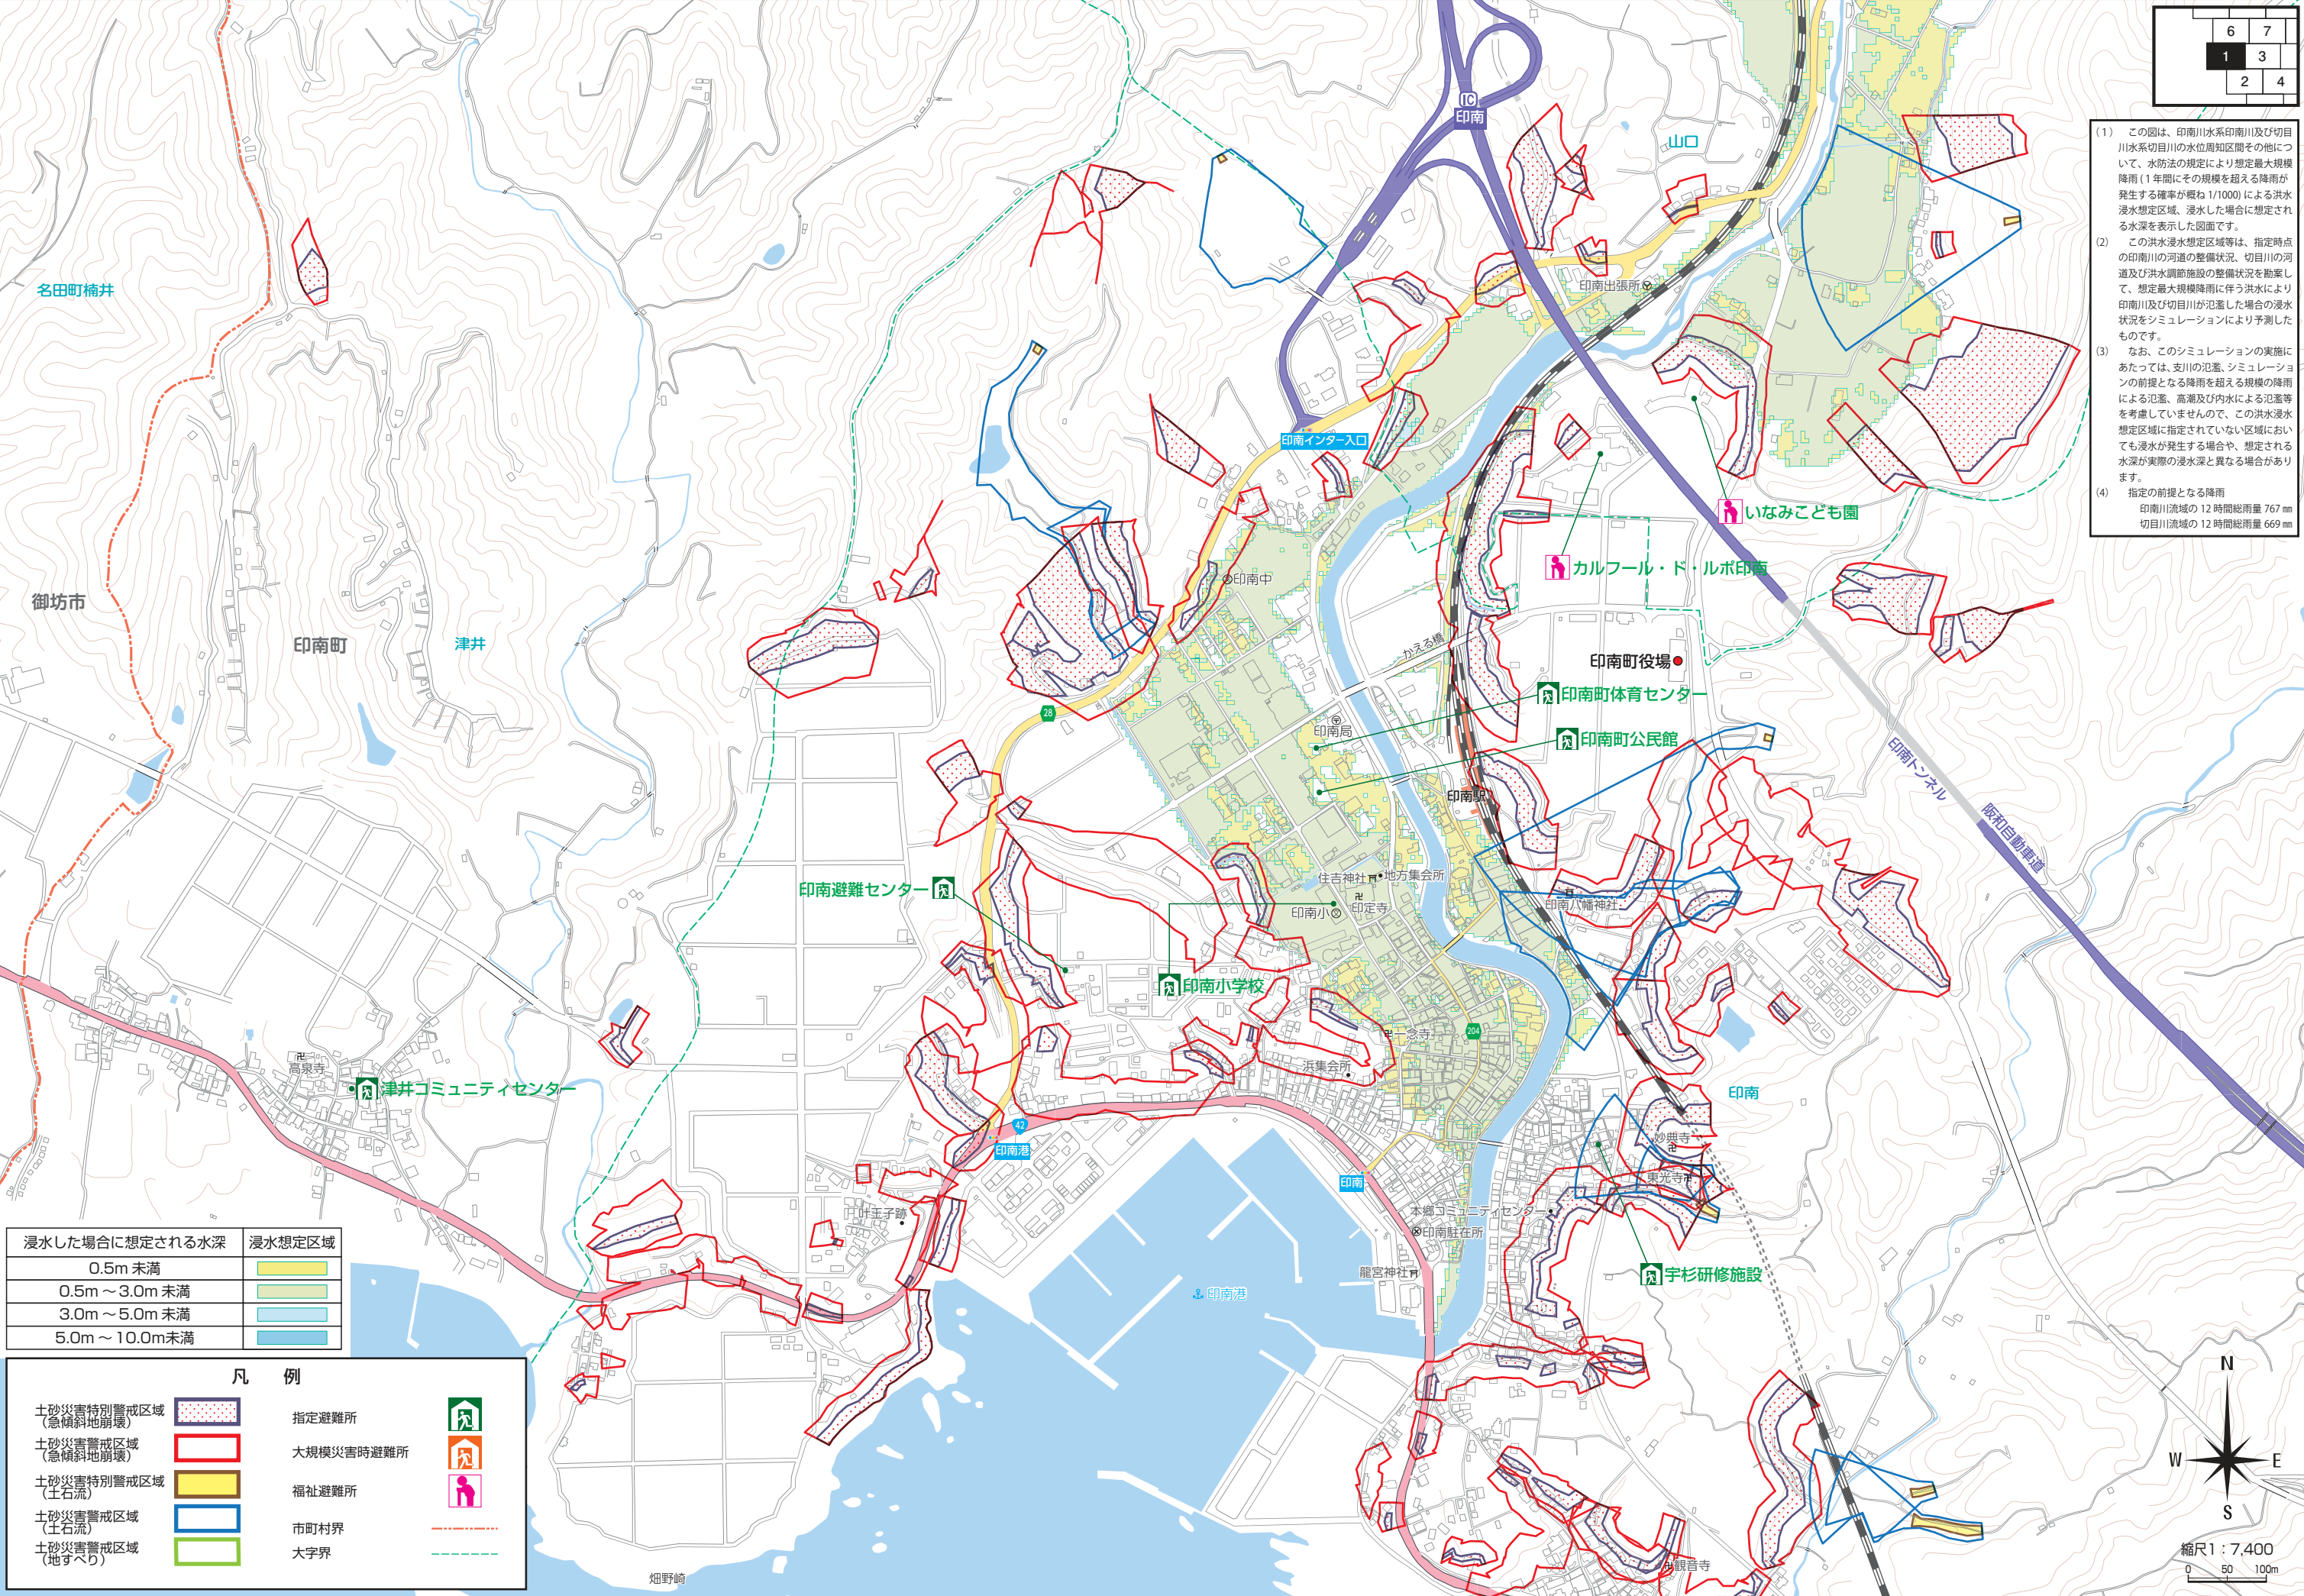 6
7
1
3
2
4
(1) この図は、印南川水系印南川及び切目
川水系切目川の水位周知区間その他につ
いて、水防法の規定により想定最大規模
降雨 ( 1 年間にその規模を超える降雨が
発生する確率が概ね 1/1000) による洪水
浸水想定区域、浸水した場合に想定され
る水深を表示した図面です。
(2) この洪水浸水想定区域等は、指定時点
の印南川の河道の整備状況、切目川の河
道及び洪水調節施設の整備状況を勘案し
て、想定最大規模降雨に伴う洪水により
印南川及び切目川が氾濫した場合の浸水
状況をシミュレーションにより予測した
ものです。
(3) なお、このシミュレーションの実施に
あたっては、支川の氾濫、シミュレーショ
ンの前提となる降雨を超える規模の降雨
による氾濫、高潮及び内水による氾濫等
を考慮していませんので、この洪水浸水
想定区域に指定されていない区域におい
ても浸水が発生する場合や、想定される
水深が実際の浸水深と異なる場合があり
ます。
(4) 指定の前提となる降雨
印南川流域の 12 時間総雨量 767 ㎜
切目川流域の 12 時間総雨量 669 ㎜
IC
印南
山口
印南出張所
名田町楠井
印南インター入口
いなみこども園
カルフール・ド・ルポ印南
印南中
御坊市
印南町
津井
かえる橋
印南町役場
印南町体育センター
28
印南局
印南町公民館
印南トンネル
阪和自動車道
印南駅
住吉神社
地方集会所
印南避難センター
印南小
印定寺
印南八幡神社
印南小学校
204
一念寺
浜集会所
高泉寺
津井コミュニティセンター
印南
42
印南港
妙典寺
東光寺
印南
叶王子跡
本郷コミュニティセンター
印南駐在所
龍宮神社
宇杉研修施設
印南港
浸水した場合に想定される水深 浸水想定区域
0.5m 未満
0.5m ～ 3.0m 未満
3.0m ～ 5.0m 未満
5.0m ～ 10.0m未満
凡 例
土砂災害特別警戒区域
(急傾斜地崩壊)
土砂災害警戒区域
(急傾斜地崩壊)
土砂災害特別警戒区域
(土石流)
土砂災害警戒区域
(土石流)
土砂災害警戒区域
(地すべり)
指定避難所
大規模災害時避難所
福祉避難所
市町村界
大字界
畑野崎
観音寺
N
W
E
S
縮尺1：7,400
0 50 100m